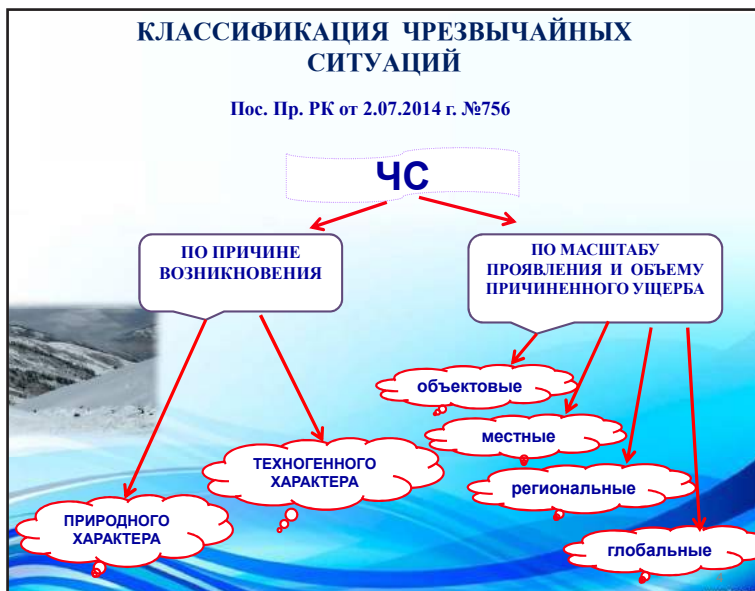 КЛАССИФИКАЦИЯ ЧРЕЗВЫЧАЙНЫХ
СИТУАЦИЙ
Пос. Пр. РК от 2.07.2014 г. №756
ЧС
ПО ПРИЧИНЕ
ВОЗНИКНОВЕНИЯ
ПО МАСШТАБУ
ПРОЯВЛЕНИЯ И ОБЪЕМУ
ПРИЧИНЕННОГО УЩЕРБА
объектовые
местные
региональные
глобальные
ТЕХНОГЕННОГО
ХАРАКТЕРА
ПРИРОДНОГО
ХАРАКТЕРА